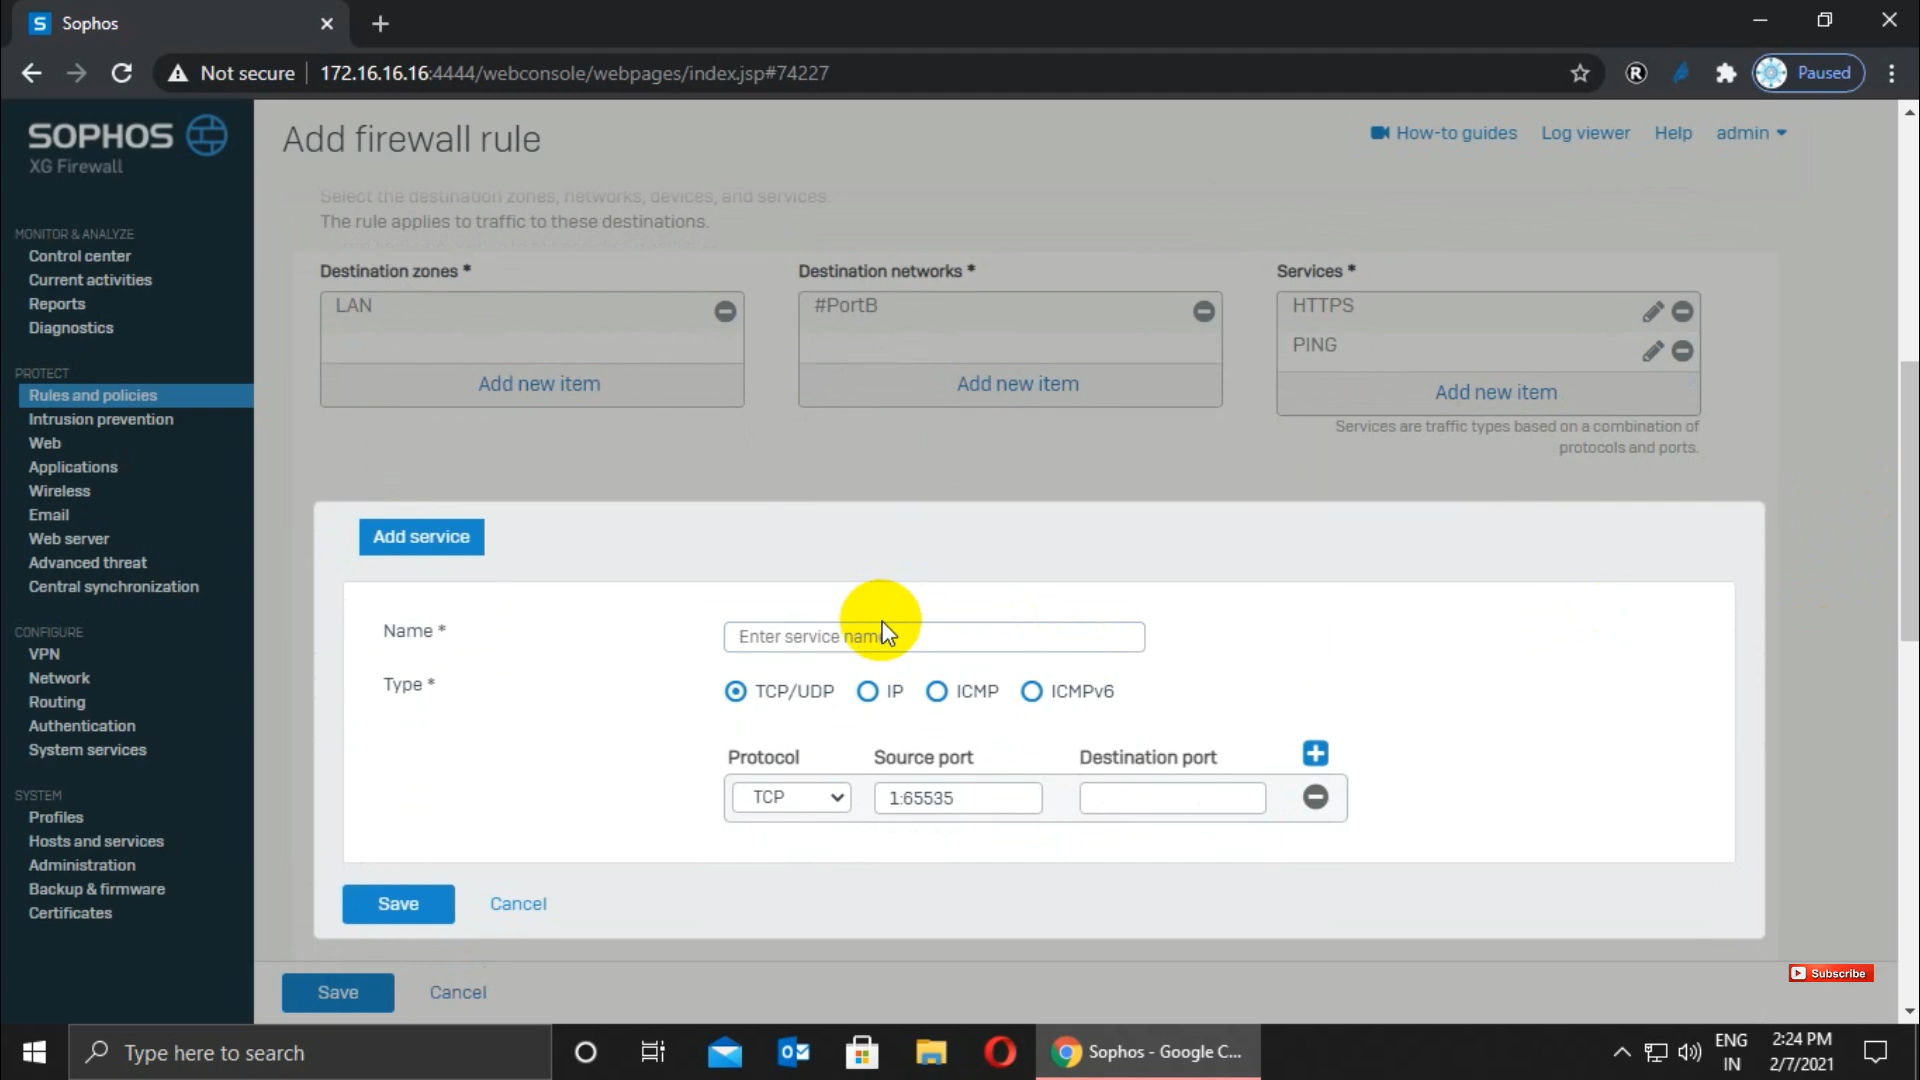 S Sophos
Not secure 172.16.16.16:4444/webconsole/webpages/index.jsp#74227
R
Paused
SOPHOS
XG Firewall
MONITOR & ANALYZE
Control center
Current activities
Reports
Diagnostics
PROTECT
Rules and policies
Intrusion prevention
Web
Applications
Wireless
Email
Web server
Advanced threat
Central synchronization
CONFIGURE
VPN
Network
Routing
Authentication
System services
SYSTEM
Profiles
Hosts and services
Administration
Backup & firmware
Certificates
Add firewall rule
How-to guides Log viewer Help admin
Select the destination zones, networks, devices, and services.
The rule applies to traffic to these destinations.
Destination zones *
LAN
Add new item
Destination networks *
#PortB
Add new item
Services *
HTTPS
PING
Add new item
Services are traffic types based on a combination of
protocols and ports.
Add service
Name *
Enter service name
Type *
TCP/UDP IP ICMP ICMPv6
Protocol Source port Destination port
TCP 1:65535
Save Cancel
Save Cancel
Subscribe
Type here to search
Sophos - Google C...
ENG
IN
2:24 PM
2/7/2021